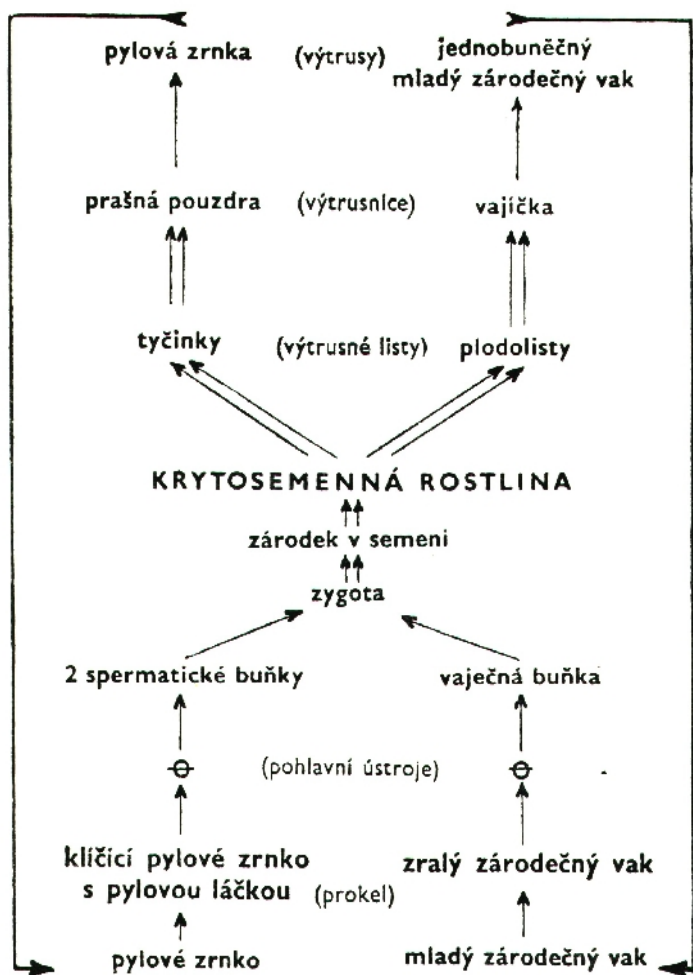 pylová zrnka (výtrusy) jednobuněčný
mladý zárodečný vak
prašná pouzdra (výtrusnice) vajíčka
tyčinky (výtrusné listy) plodolisty
KRYTOSEMENNÁ ROSTLINA
zárodek v semeni
zygota
2 spermatické buňky vaječná buňka
(pohlavní ústroje)
klíčící pylové zrnko zralý zárodečný vak
s pylovou láčkou (prokel)
pylové zrnko mladý zárodečný vak